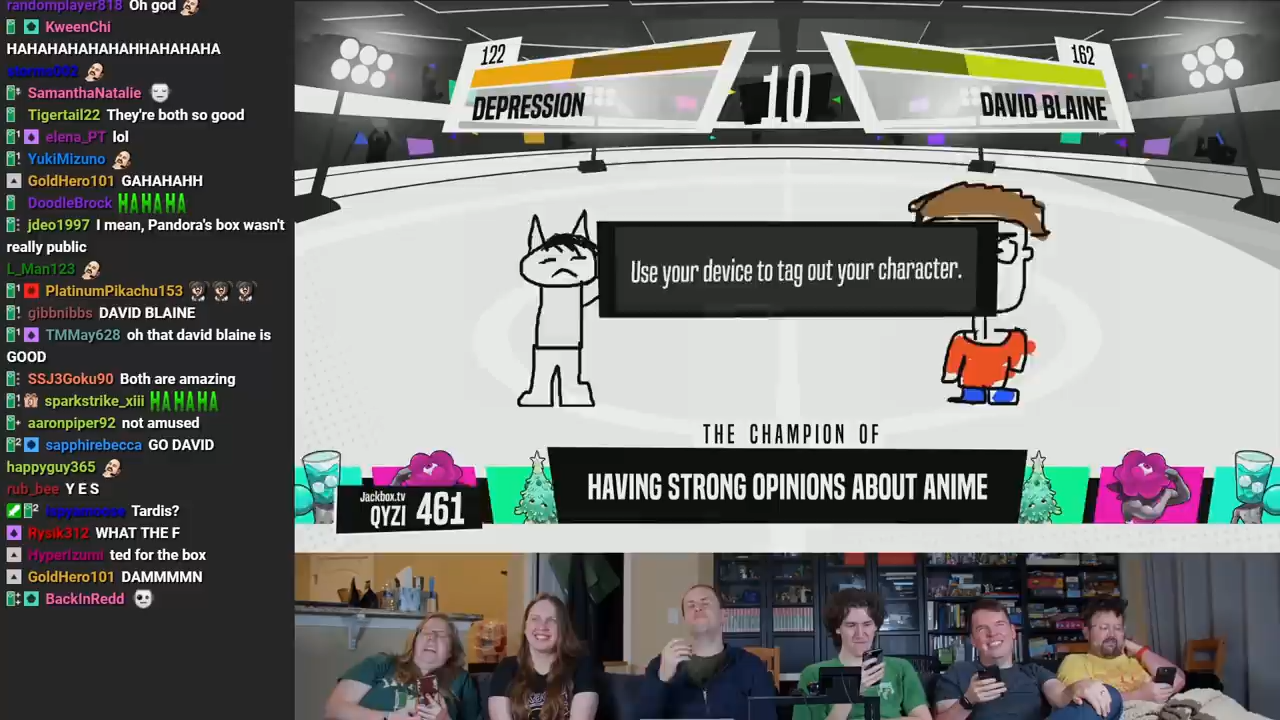 randomplayer818 Oh god
KweenChi
HAHAHAHAHAHAHHAHAHAHA
SamanthaNatalie
Tigertail22 They're both so good
elena_PT lol
YukiMizuno
GoldHero101 GAHAHAHH
DoodleBrock HAHAHA
jdeo1997 I mean, Pandora's box wasn't
really public
L_Man123
PlatinumPikachu153
gibbnibbs DAVID BLAINE
TMMay628 oh that david blaine is
GOOD
SSJ3Goku90 Both are amazing
sparkstrike_xiii HAHAHA
aaronpiper92 not amused
sapphirebecca GO DAVID
happyguy365
rub_bee Y E S
Tardis?
Rysik312 WHAT THE F
HyperIzumi ted for the box
GoldHero101 DAMMMMN
BackInRedd
122
DEPRESSION
10
162
DAVID BLAINE
Use your device to tag out your character.
THE CHAMPION OF
HAVING STRONG OPINIONS ABOUT ANIME
Jackbox.tv
QYZI 461